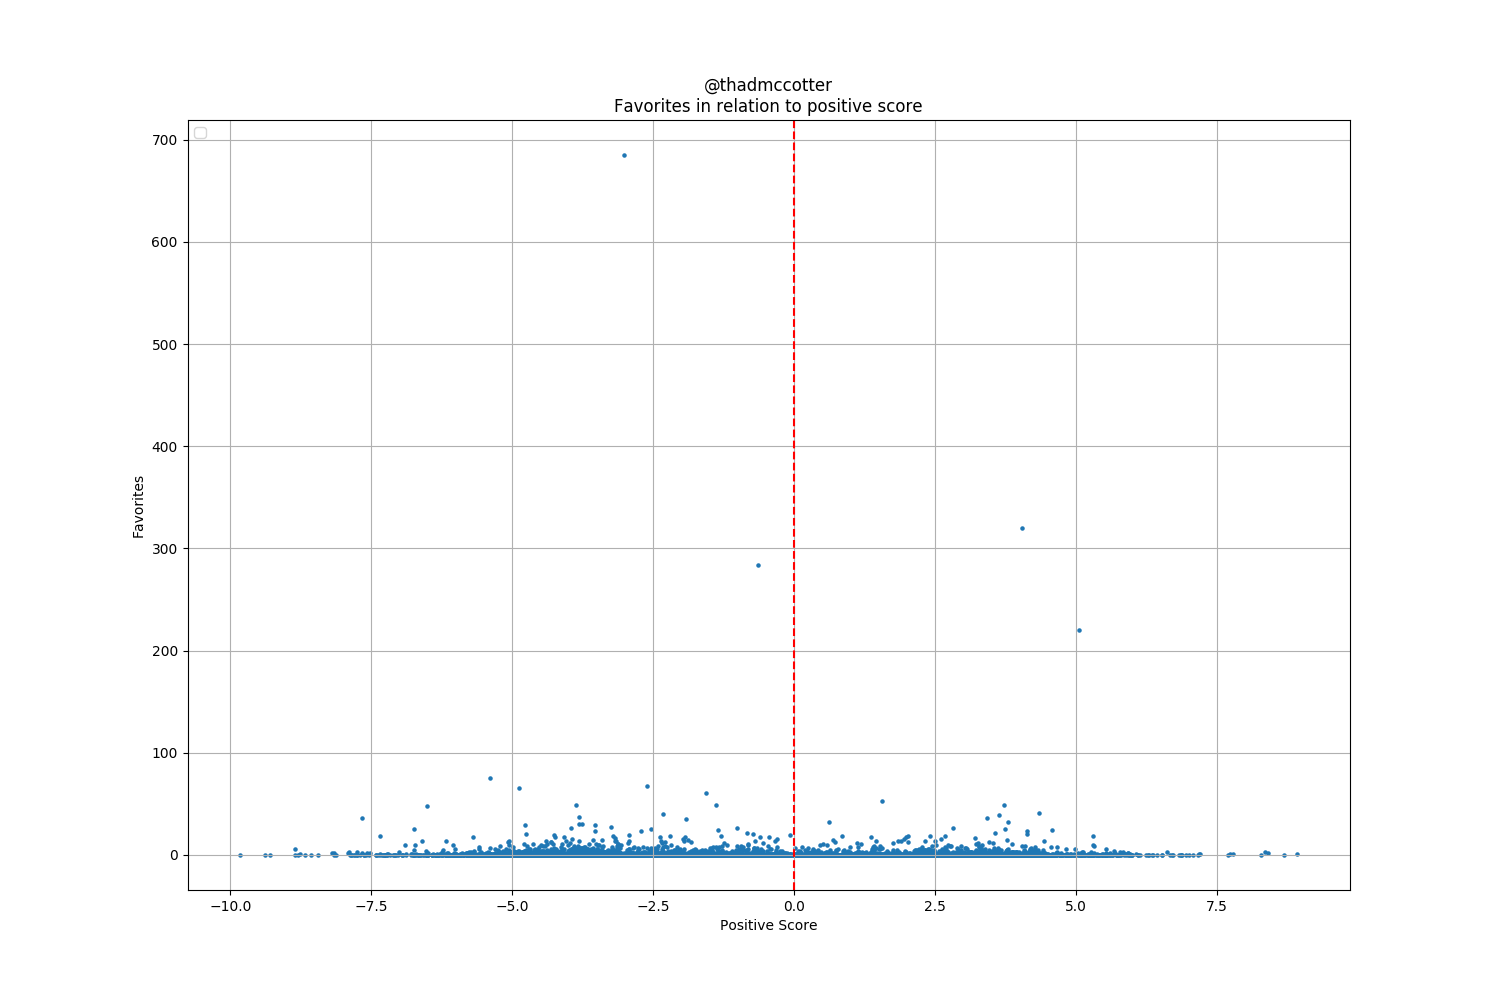 @thadmccotter
Favorites in relation to positive score
700
600
500
400
300
200
100
0
Favorites
−10.0 −7.5 −5.0 −2.5 0.0 2.5 5.0 7.5
Positive Score